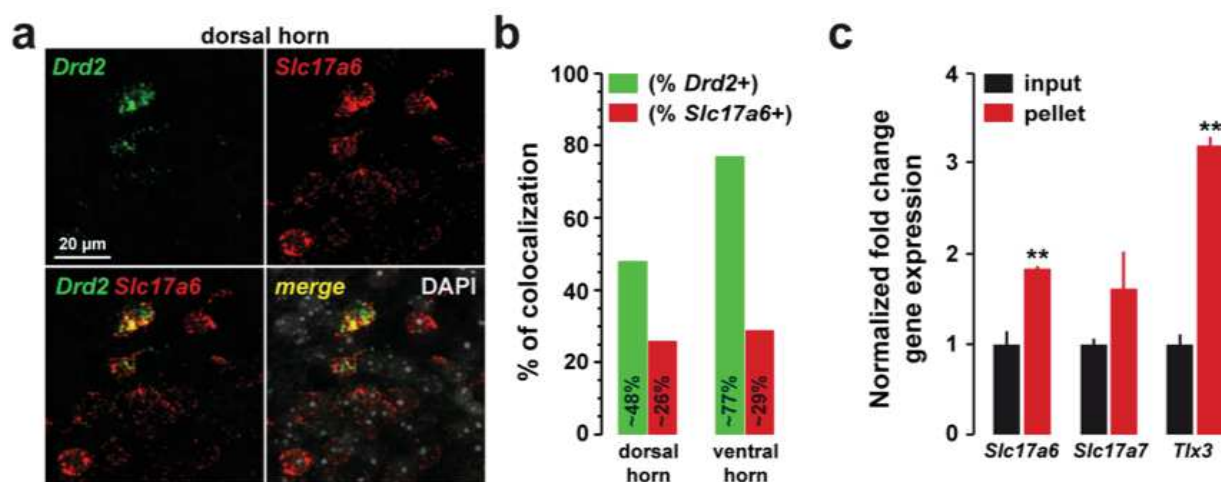 a
dorsal horn
Drd2
Slc17a6
20 µm
Drd2 Slc17a6
merge
DAPI
b
% of colocalization
100
80
60
40
20
0
(% Drd2+)
(% Slc17a6+)
~48%
~26%
~77%
~29%
dorsal
horn
ventral
horn
c
Normalized fold change
gene expression
4
3
2
1
0
input
pellet
**
**
Slc17a6
Slc17a7
Tlx3